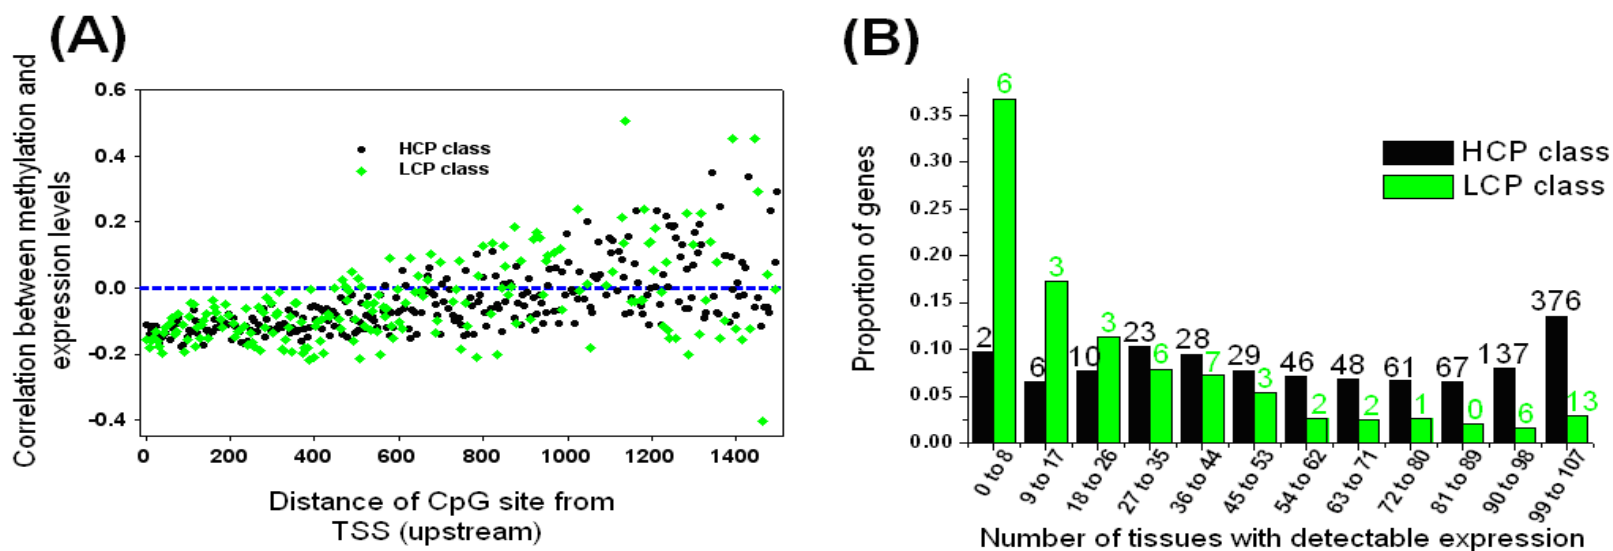 (A)
Correlation between methylation and
expression levels
0.6
0.4
0.2
0.0
-0.2
-0.4
HCP class
LCP class
0 200 400 600 800 1000 1200 1400
Distance of CpG site from
TSS (upstream)
(B)
Proportion of genes
0.35
0.30
0.25
0.20
0.15
0.10
0.05
0.00
HCP class
LCP class
2 6 10 23 28 29 46 48 61 67 137 376
6 3 3 6 7 3 2 2 1 0 6 13
0 to 8
9 to 17
18 to 26
27 to 35
36 to 44
45 to 53
54 to 62
63 to 71
72 to 80
81 to 89
90 to 98
99 to 107
Number of tissues with detectable expression